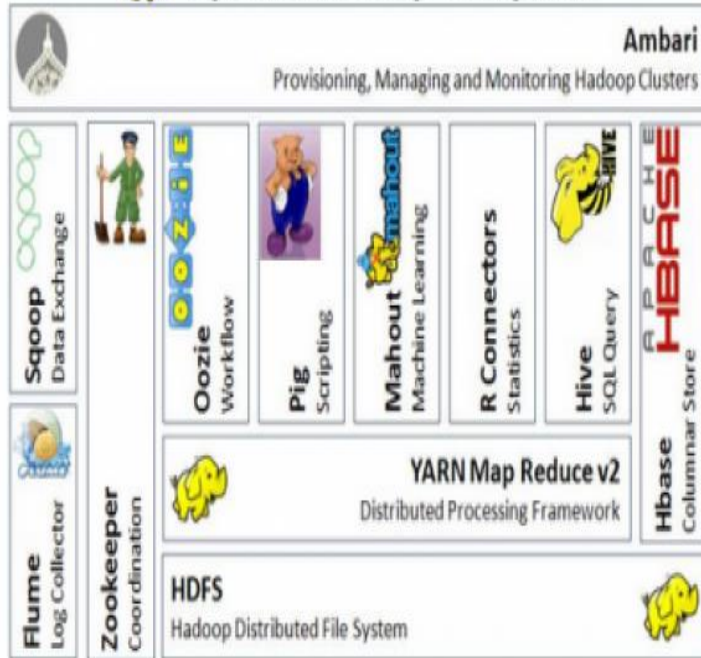 Ambari
Provisioning, Managing and Monitoring Hadoop Clusters
Sqoop
Data Exchange
Zookeeper
Coordination
OOZIE
Oozie
Workflow
Pig
Scripting
mahout
Mahout
Machine Learning
R Connectors
Statistics
HIVE
Hive
SQL Query
APACHE
HBASE
Hbase
Columnar Store
Flume
Log Collector
YARN Map Reduce v2
Distributed Processing Framework
HDFS
Hadoop Distributed File System